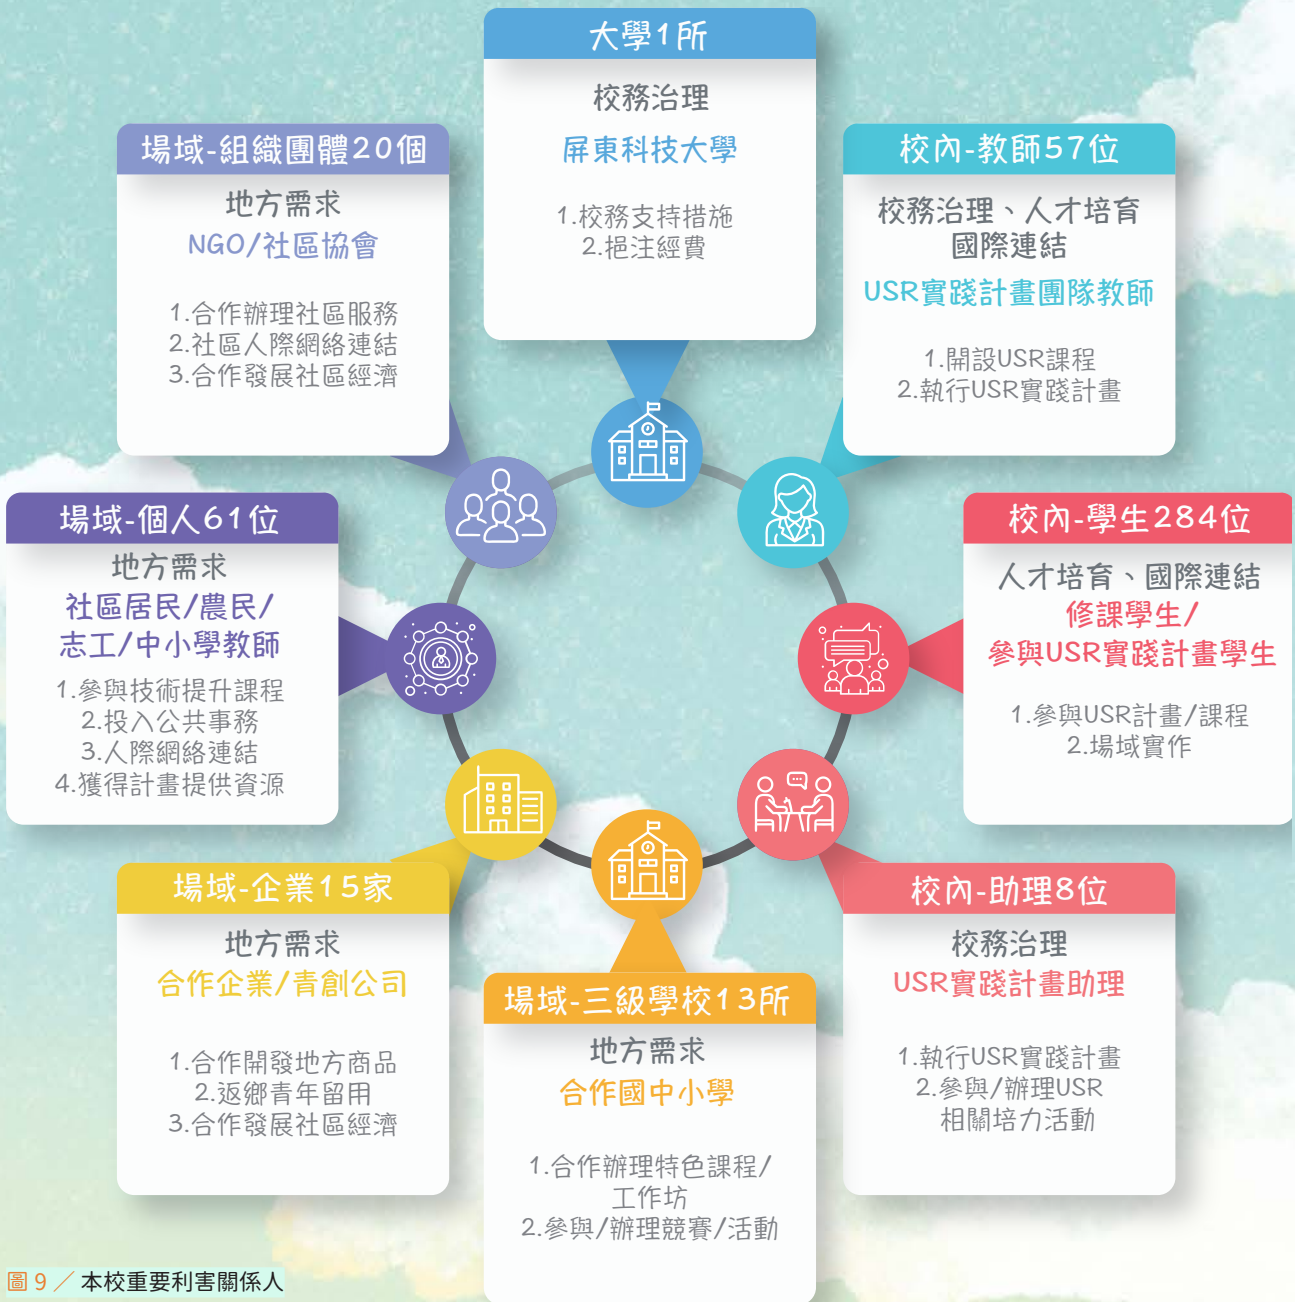 大學1所
校務治理
屏東科技大學
1.校務支持措施
2.挹注經費
校內-教師57位
校務治理、人才培育
國際連結
USR實踐計畫團隊教師
1.開設USR課程
2.執行USR實踐計畫
校內-學生284位
人才培育、國際連結
修課學生/
參與USR實踐計畫學生
1.參與USR計畫/課程
2.場域實作
校內-助理8位
校務治理
USR實踐計畫助理
1.執行USR實踐計畫
2.參與/辦理USR
相關培力活動
場域-三級學校13所
地方需求
合作國中小學
1.合作辦理特色課程/
工作坊
2.參與/辦理競賽/活動
場域-企業15家
地方需求
合作企業/青創公司
1.合作開發地方商品
2.返鄉青年留用
3.合作發展社區經濟
場域-個人61位
地方需求
社區居民/農民/
志工/中小學教師
1.參與技術提升課程
2.投入公共事務
3.人際網絡連結
4.獲得計畫提供資源
場域-組織團體20個
地方需求
NGO/社區協會
1.合作辦理社區服務
2.社區人際網絡連結
3.合作發展社區經濟
圖 9 ╱ 本校重要利害關係人